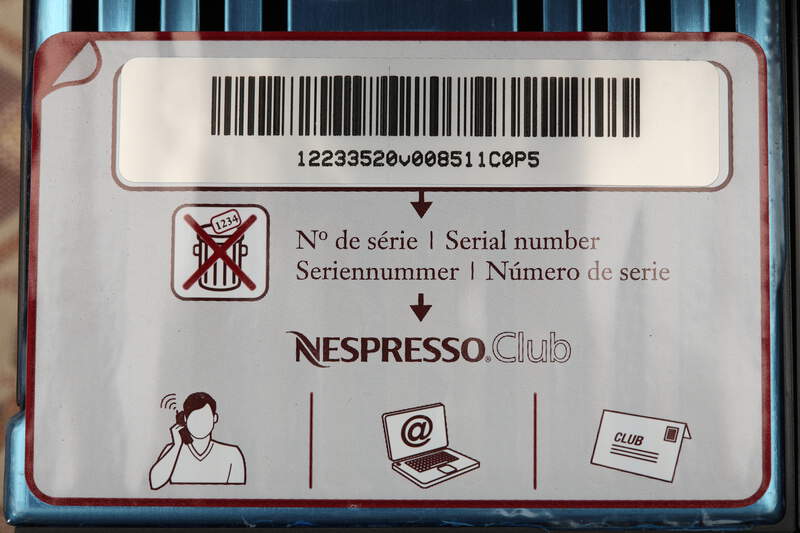 12233520v008511C0P5
1234
Nº de série | Serial number
Seriennummer | Número de serie
NESPRESSO® Club
@
CLUB